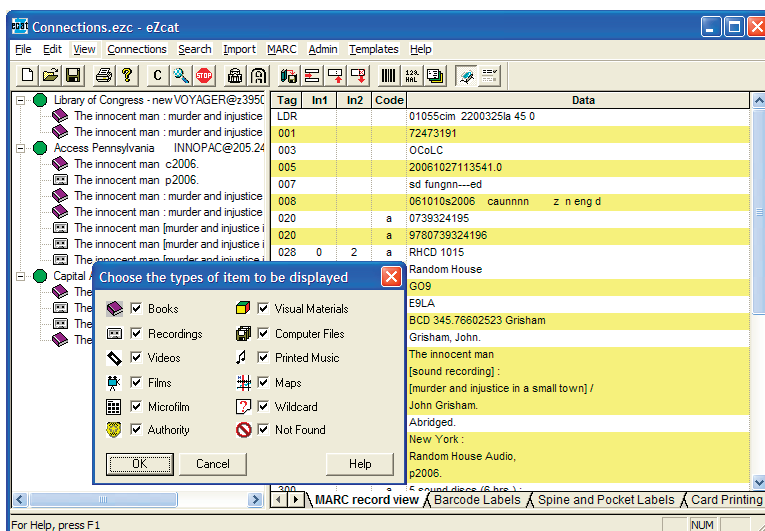 Connections.ezc - eZcat
File Edit View Connections Search Import MARC Admin Templates Help
Library of Congress - new VOYAGER@z3950
The innocent man : murder and injustice
The innocent man : murder and injustice
Access Pennsylvania INNOPAC@205.24
The innocent man c2006.
The innocent man p2006.
The innocent man : murder and injustice
The innocent man : murder and injustice
The innocent man [murder and injustice i
The innocent man [murder and injustice i
Capital
The
The
The
The
Tag In1 In2 Code Data
LDR 01055cim 2200325la 45 0
001 72473191
003 OCoLC
005 20061027113541.0
007 sd fungnn---ed
008 061010s2006 caunnnn z n eng d
020 a 0739324195
020 a 9780739324196
028 0 2 a RHCD 1015
Random House
GO9
E9LA
BCD 345.76602523 Grisham
Grisham, John.
The innocent man
[sound recording] :
[murder and injustice in a small town] /
John Grisham.
Abridged.
New York :
Random House Audio,
p2006.
300 a 5 sound discs (6 hrs.) :
Choose the types of item to be displayed
Books
Recordings
Videos
Films
Microfilm
Authority
Visual Materials
Computer Files
Printed Music
Maps
Wildcard
Not Found
OK Cancel Help
MARC record view Barcode Labels Spine and Pocket Labels Card Printing
For Help, press F1
NUM